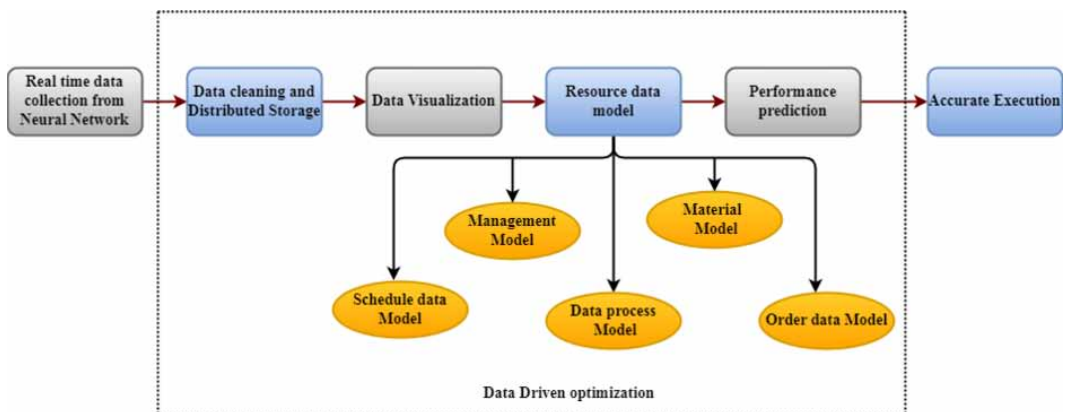 Real time data
collection from
Neural Network
Data cleaning and
Distributed Storage
Data Visualization
Resource data
model
Performance
prediction
Accurate Execution
Management
Model
Material
Model
Schedule data
Model
Data process
Model
Order data Model
Data Driven optimization